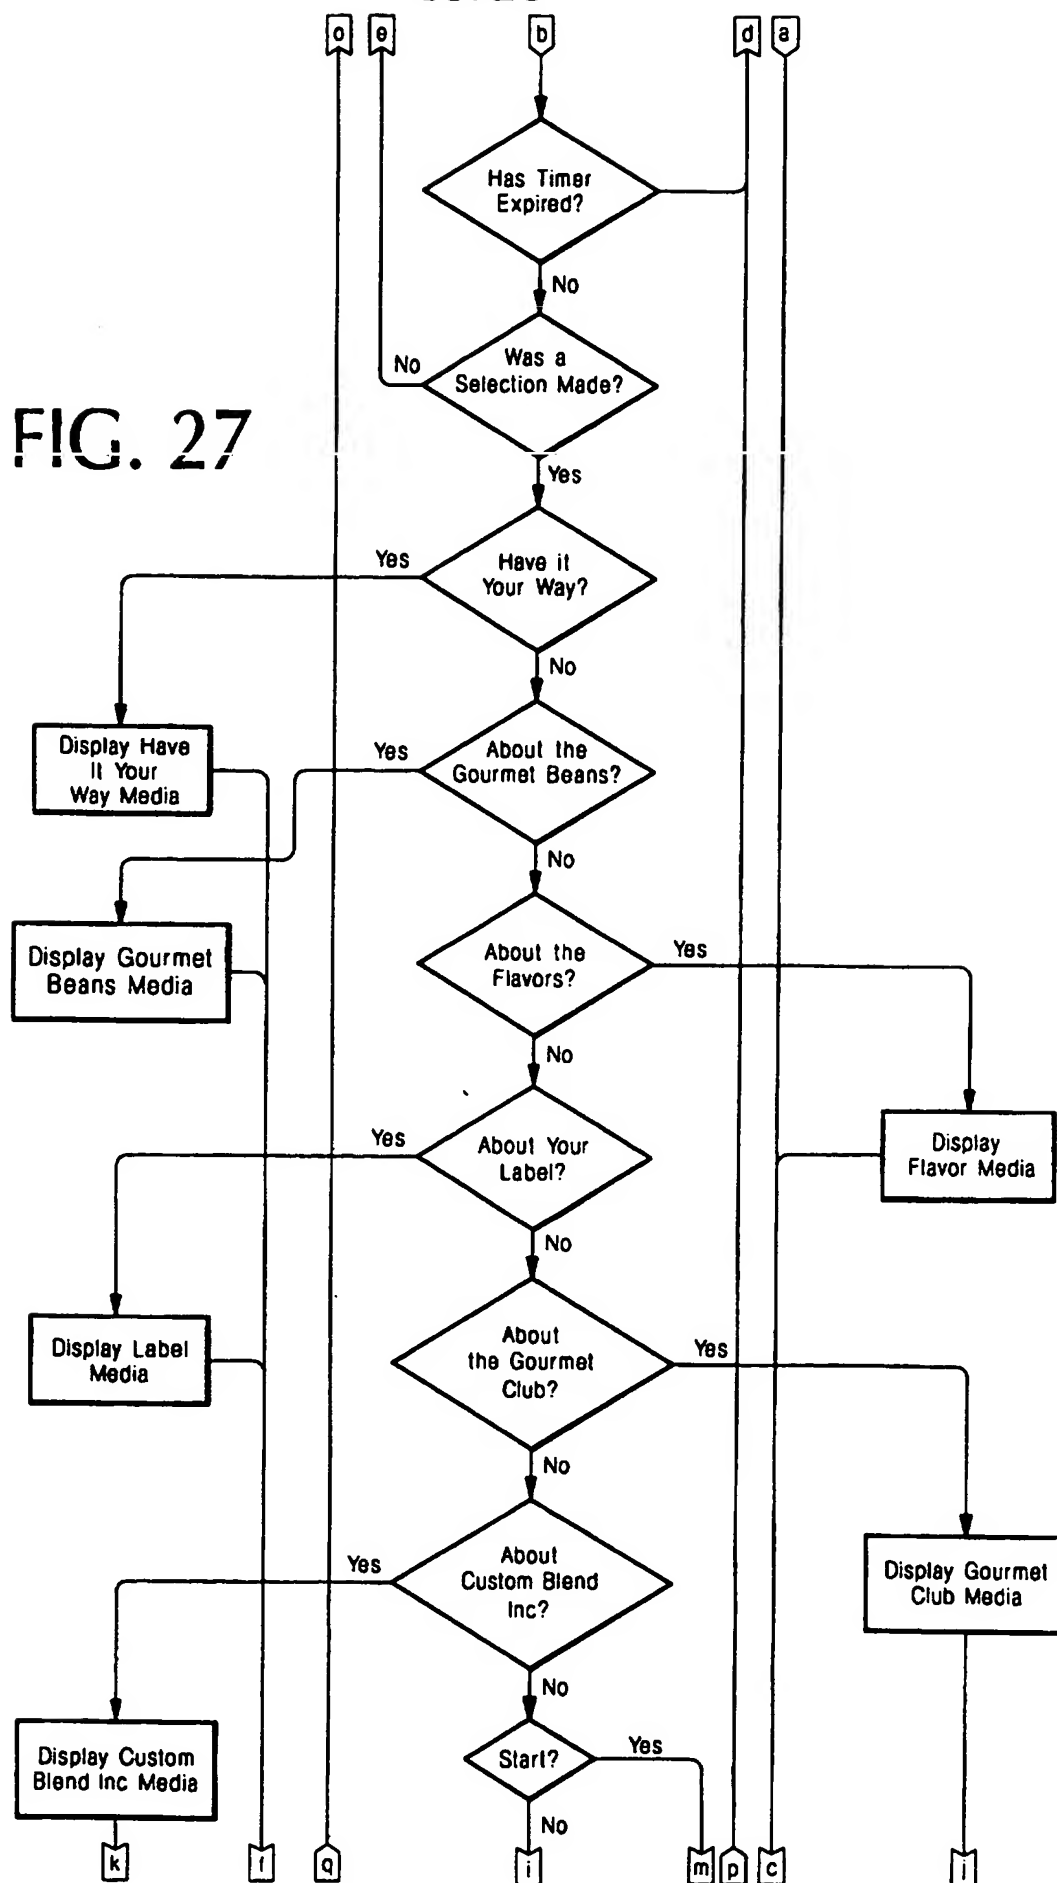 o e b d a
Has Timer
Expired?
No
Was a
Selection Made?
No
Yes
FIG. 27
Have it
Your Way?
Yes
No
Display Have
It Your
Way Media
About the
Gourmet Beans?
Yes
No
Display Gourmet
Beans Media
About the
Flavors?
Yes
No
Display
Flavor Media
About Your
Label?
Yes
No
Display Label
Media
About
the Gourmet
Club?
Yes
No
Display Gourmet
Club Media
About
Custom Blend
Inc?
Yes
No
Display Custom
Blend Inc Media
Start?
Yes
No
k l q i m p c j